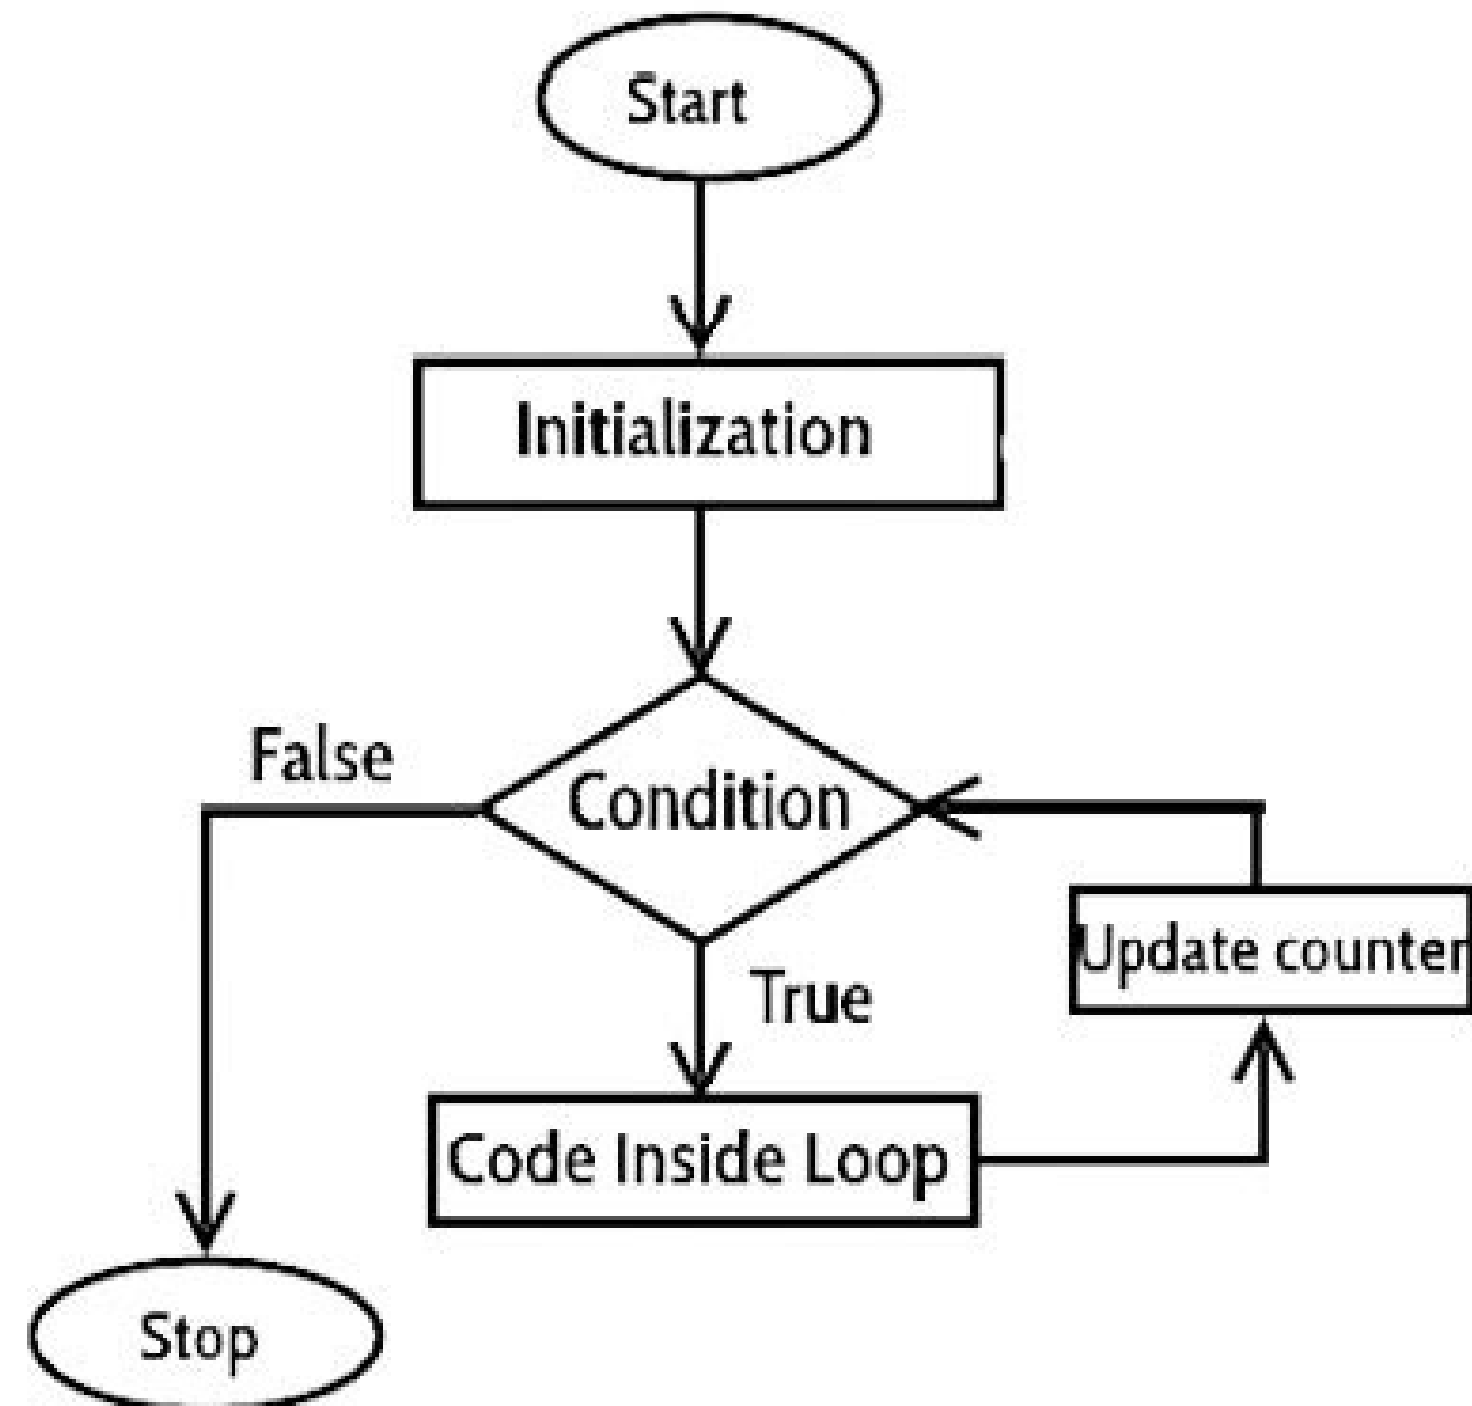 Start
Initialization
False
Condition
Update counter
True
Code Inside Loop
Stop